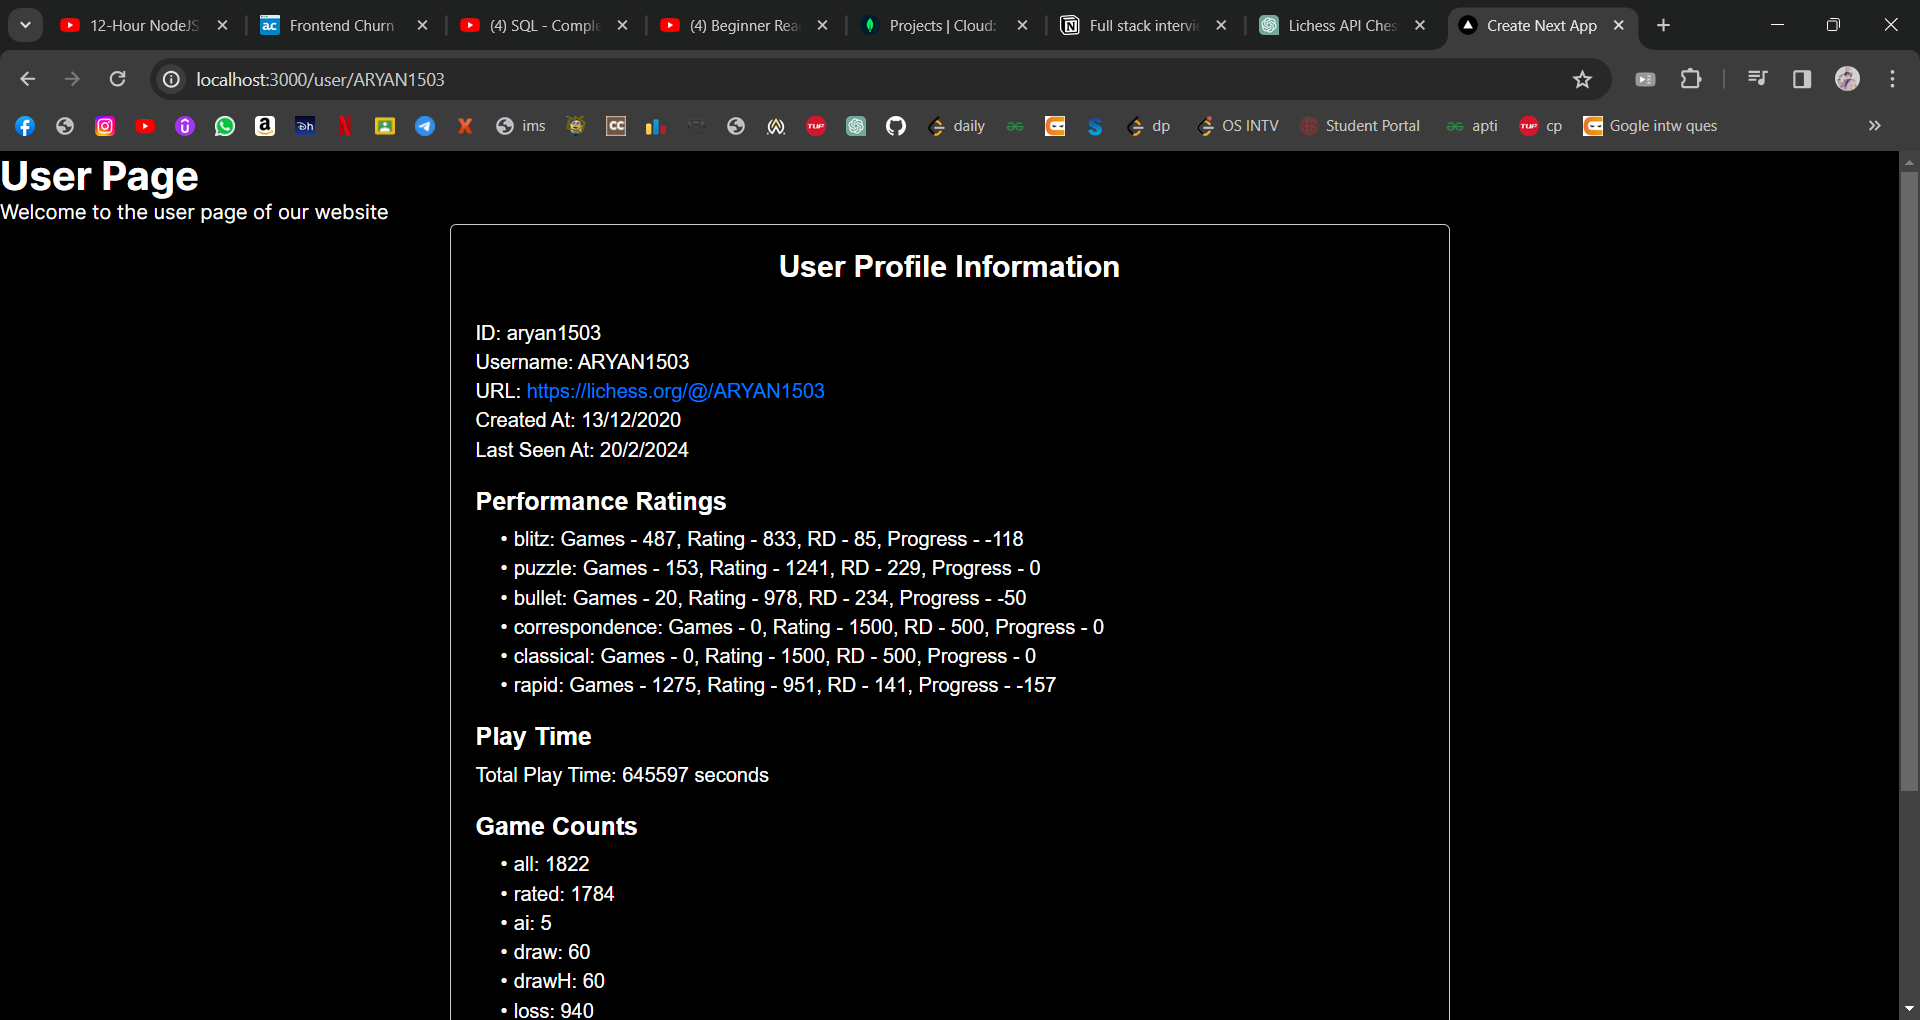 12-Hour NodeJS
Frontend Churn
(4) SQL - Comple
(4) Beginner Rea
Projects | Cloud:
Full stack intervi
Lichess API Ches
Create Next App
localhost:3000/user/ARYAN1503
ims
daily
dp
OS INTV
Student Portal
apti
cp
Gogle intw ques
User Page
Welcome to the user page of our website
User Profile Information
ID: aryan1503
Username: ARYAN1503
URL: https://lichess.org/@/ARYAN1503
Created At: 13/12/2020
Last Seen At: 20/2/2024
Performance Ratings
• blitz: Games - 487, Rating - 833, RD - 85, Progress - -118
• puzzle: Games - 153, Rating - 1241, RD - 229, Progress - 0
• bullet: Games - 20, Rating - 978, RD - 234, Progress - -50
• correspondence: Games - 0, Rating - 1500, RD - 500, Progress - 0
• classical: Games - 0, Rating - 1500, RD - 500, Progress - 0
• rapid: Games - 1275, Rating - 951, RD - 141, Progress - -157
Play Time
Total Play Time: 645597 seconds
Game Counts
• all: 1822
• rated: 1784
• ai: 5
• draw: 60
• drawH: 60
• loss: 940